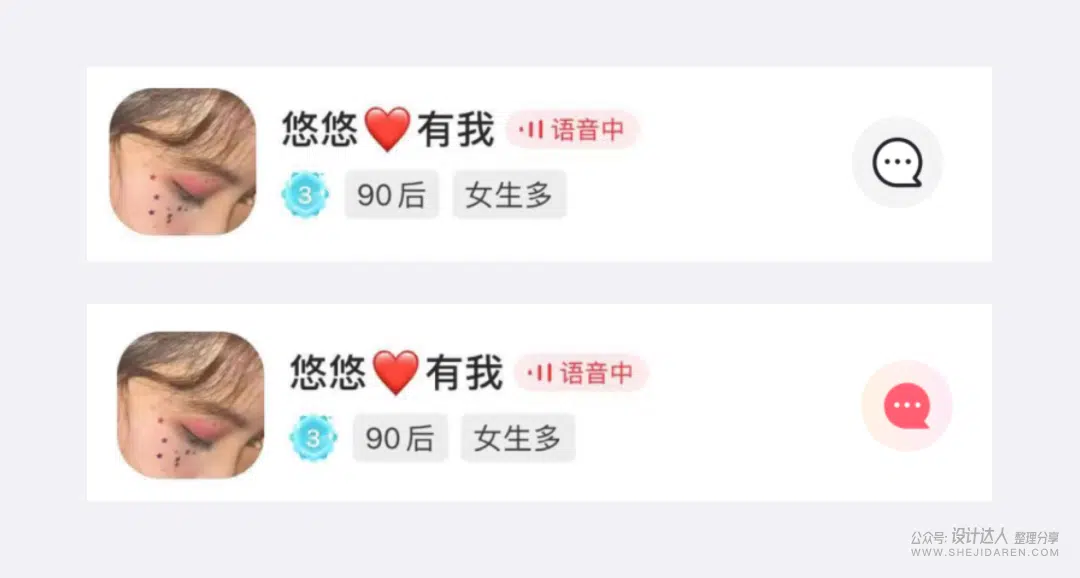 悠悠❤️有我 语音中
3 90后 女生多
悠悠❤️有我 语音中
3 90后 女生多
公众号: 设计达人 整理分享
WWW.SHEJIDAREN.COM